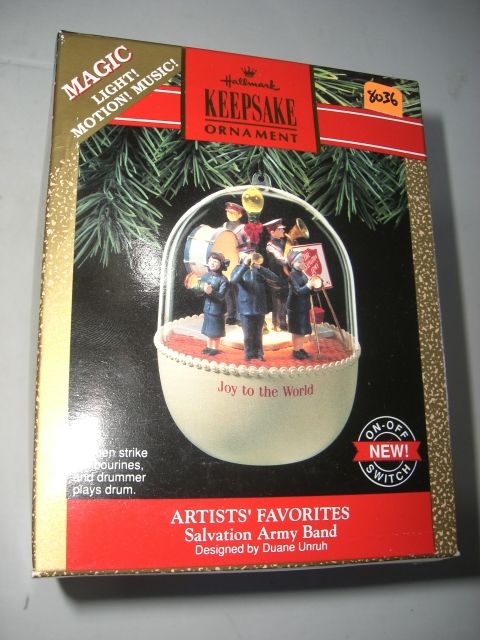 MAGIC
LIGHT!
MOTION! MUSIC!
Hallmark
KEEPSAKE
ORNAMENT
8036
Joy to the World
strike
and drummer
plays drum.
ON-OFF
NEW!
SWITCH
ARTISTS' FAVORITES
Salvation Army Band
Designed by Duane Unruh